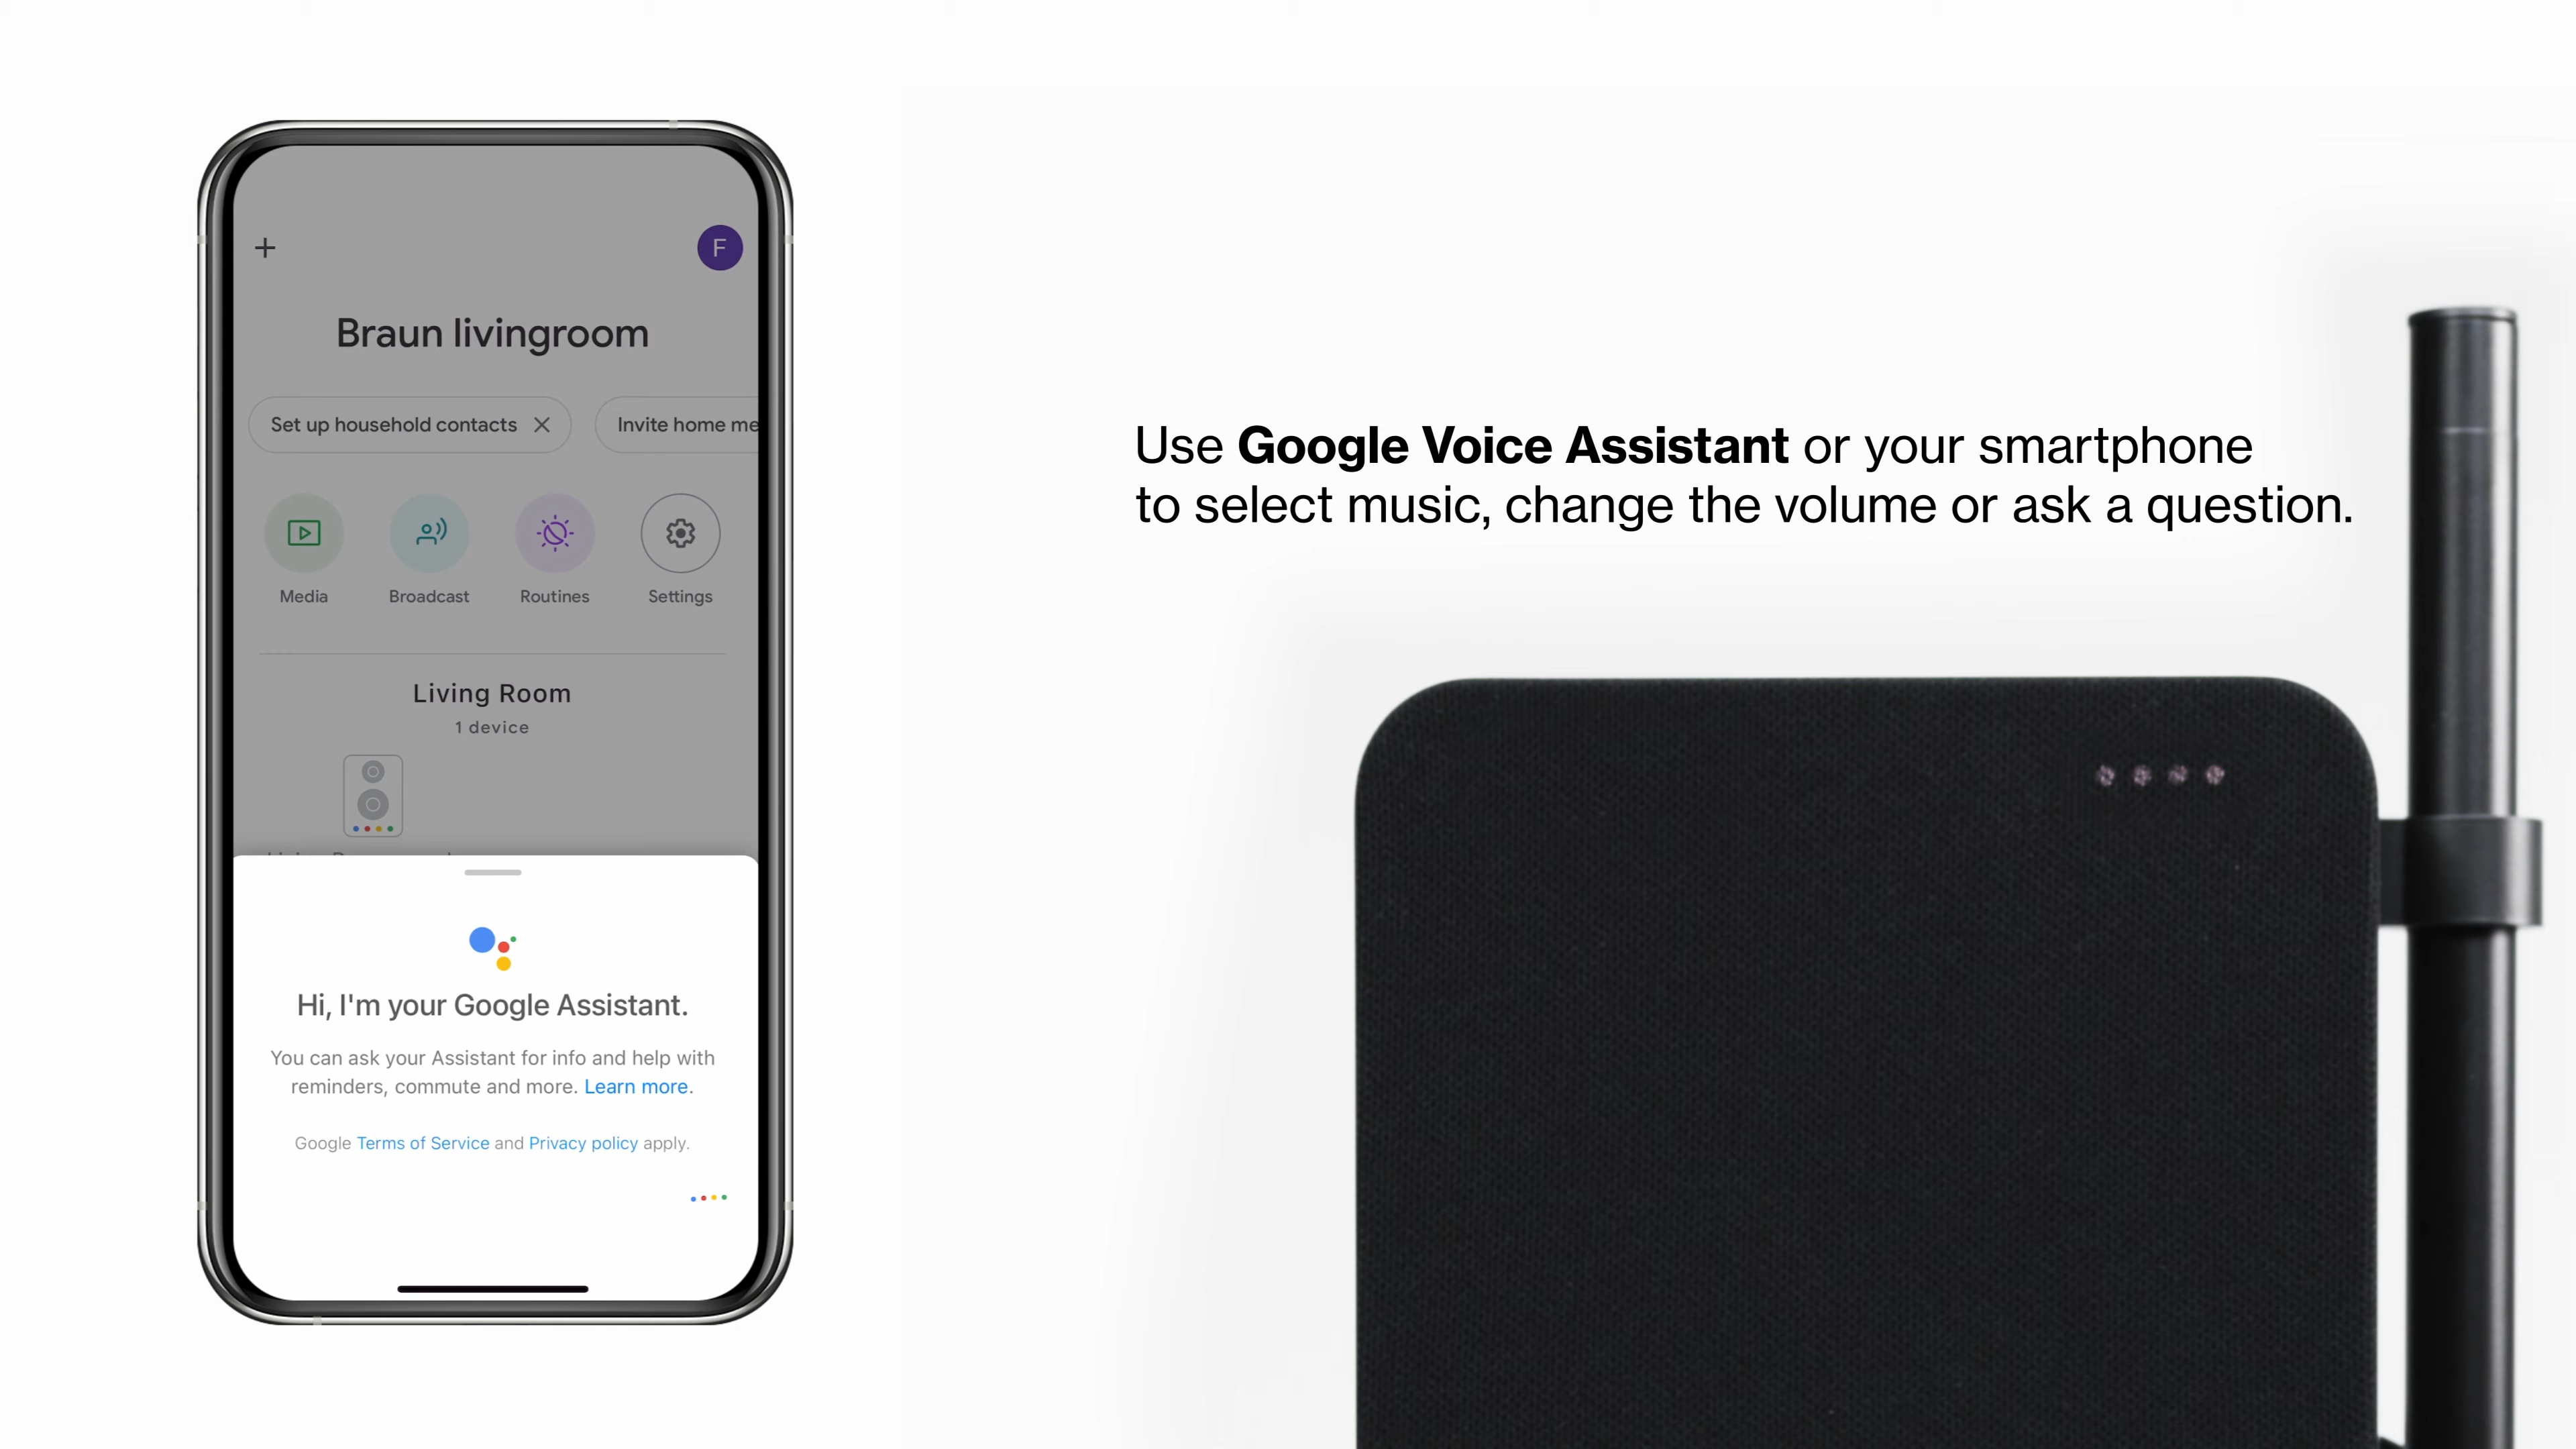 +
F
Braun livingroom
Set up household contacts ×
Invite home me
Media
Broadcast
Routines
Settings
Living Room
1 device
Hi, I'm your Google Assistant.
You can ask your Assistant for info and help with
reminders, commute and more. Learn more.
Google Terms of Service and Privacy policy apply.
Use Google Voice Assistant or your smartphone
to select music, change the volume or ask a question.